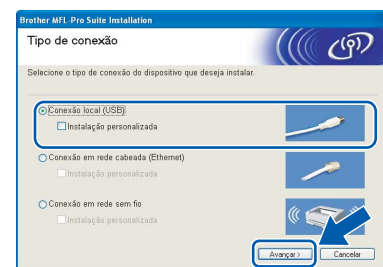 Brother MFL-Pro Suite Installation
Tipo de conexão
Selecione o tipo de conexão do dispositivo que deseja instalar.
Conexão local (USB)
Instalação personalizada
Conexão em rede cabeada (Ethernet)
Instalação personalizada
Conexão em rede sem fio
Instalação personalizada
Avançar >
Cancelar